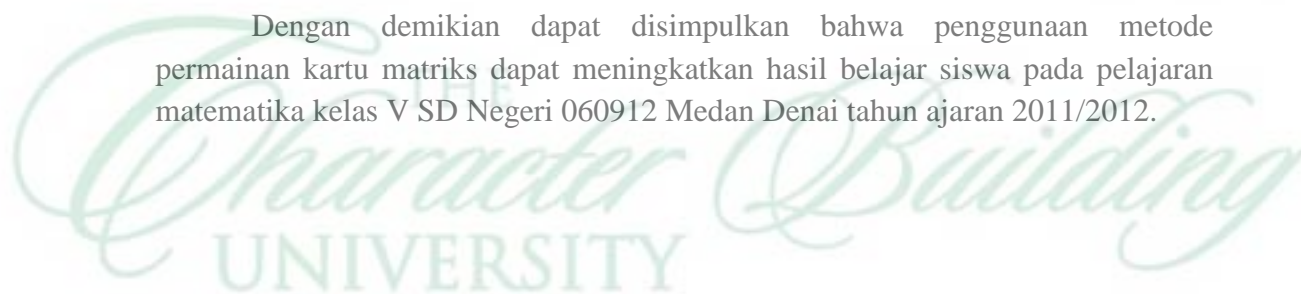 Dengan demikian dapat disimpulkan bahwa penggunaan metode
permainan kartu matriks dapat meningkatkan hasil belajar siswa pada pelajaran
matematika kelas V SD Negeri 060912 Medan Denai tahun ajaran 2011/2012.
THE
Character Building
UNIVERSITY